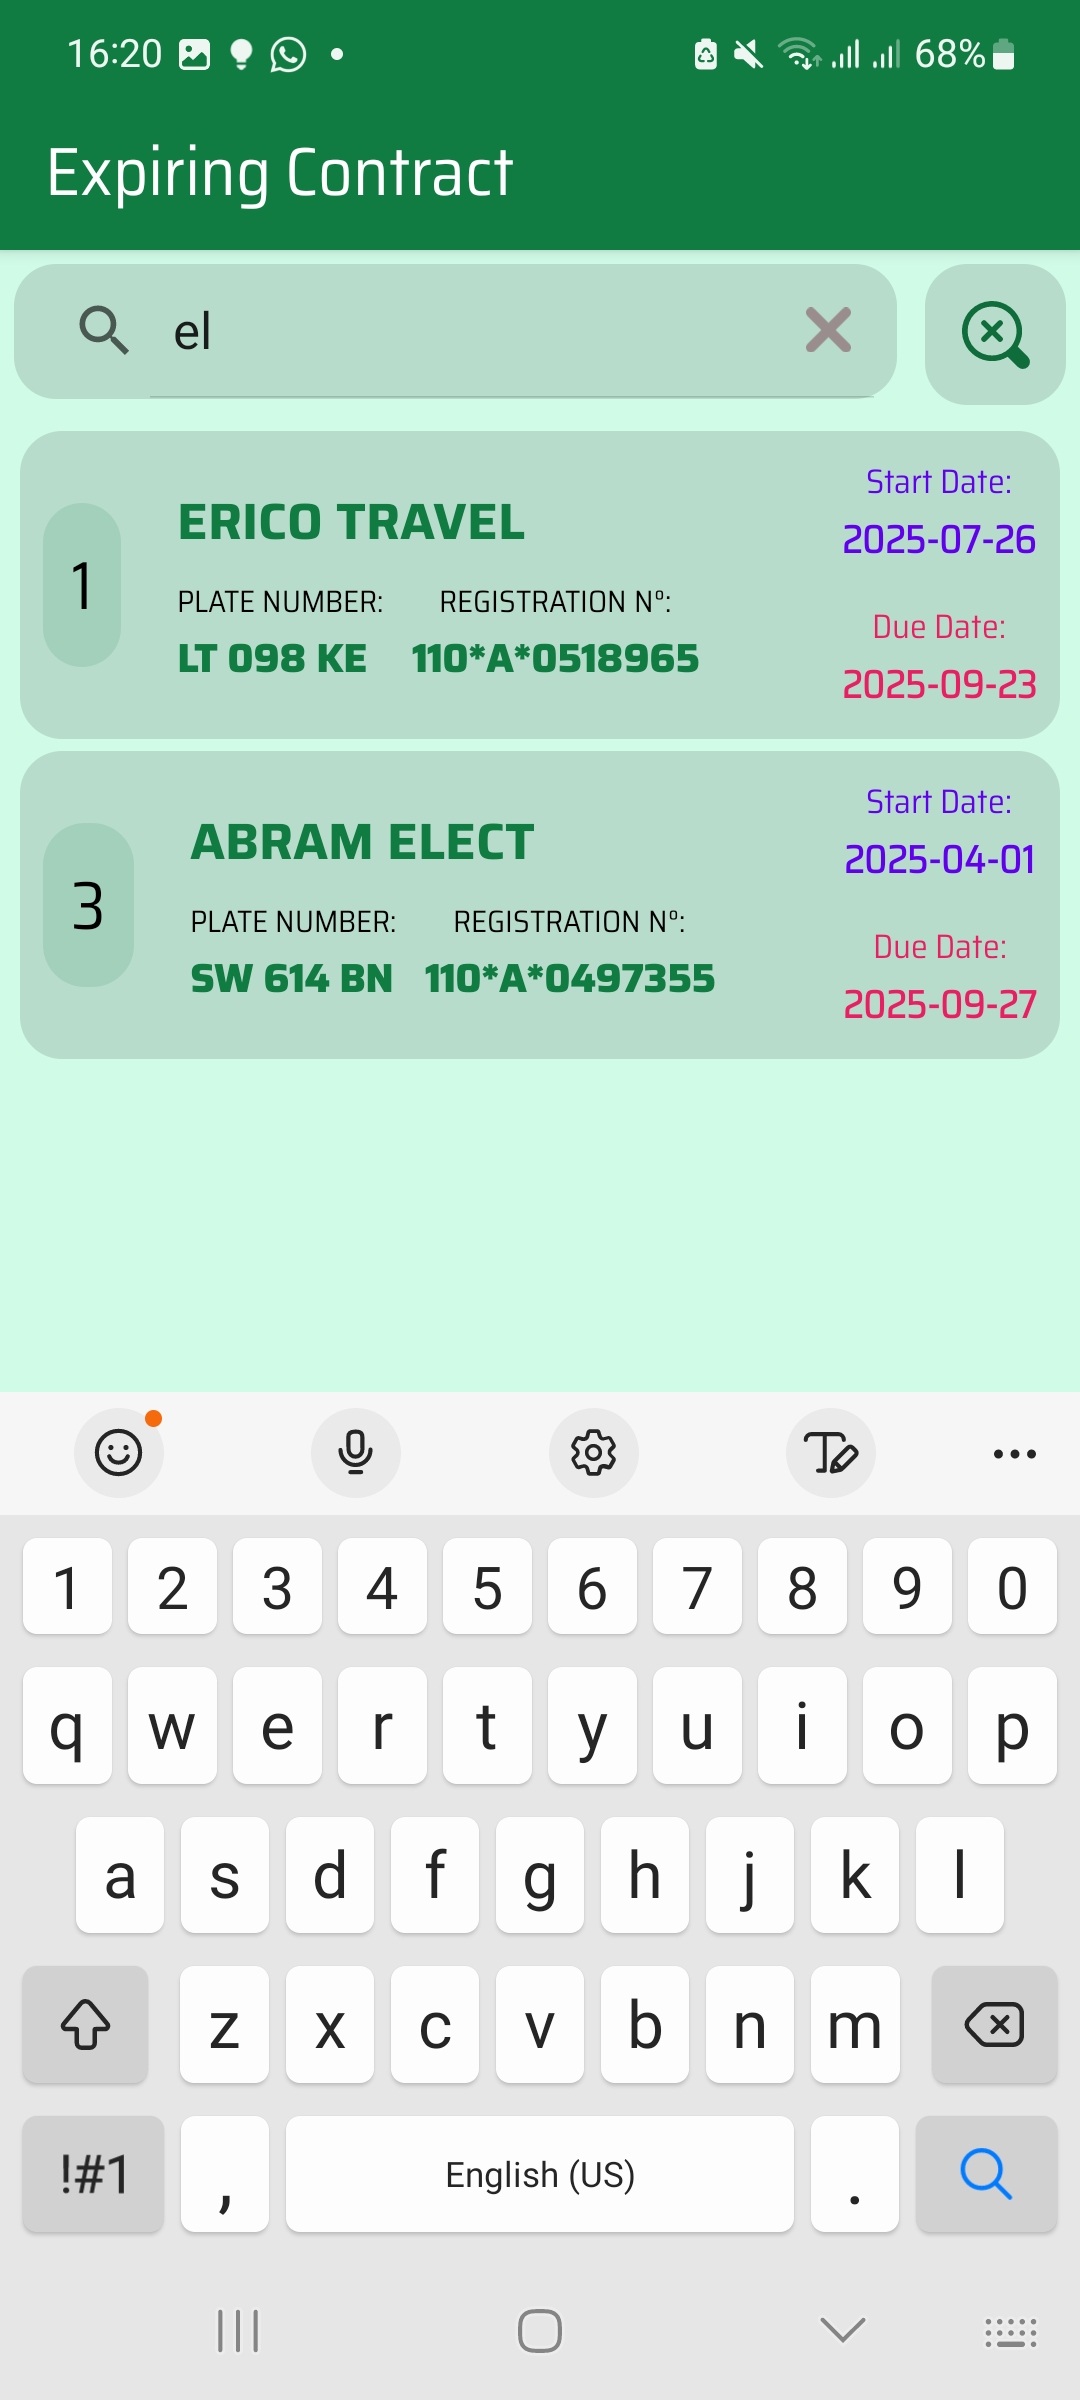 16:20 68%
Expiring Contract
el
1
ERICO TRAVEL
PLATE NUMBER: REGISTRATION Nº:
LT 098 KE 110*A*0518965
Start Date:
2025-07-26
Due Date:
2025-09-23
3
ABRAM ELECT
PLATE NUMBER: REGISTRATION Nº:
SW 614 BN 110*A*0497355
Start Date:
2025-04-01
Due Date:
2025-09-27
1 2 3 4 5 6 7 8 9 0
q w e r t y u i o p
a s d f g h j k l
z x c v b n m
!#1 , English (US) .